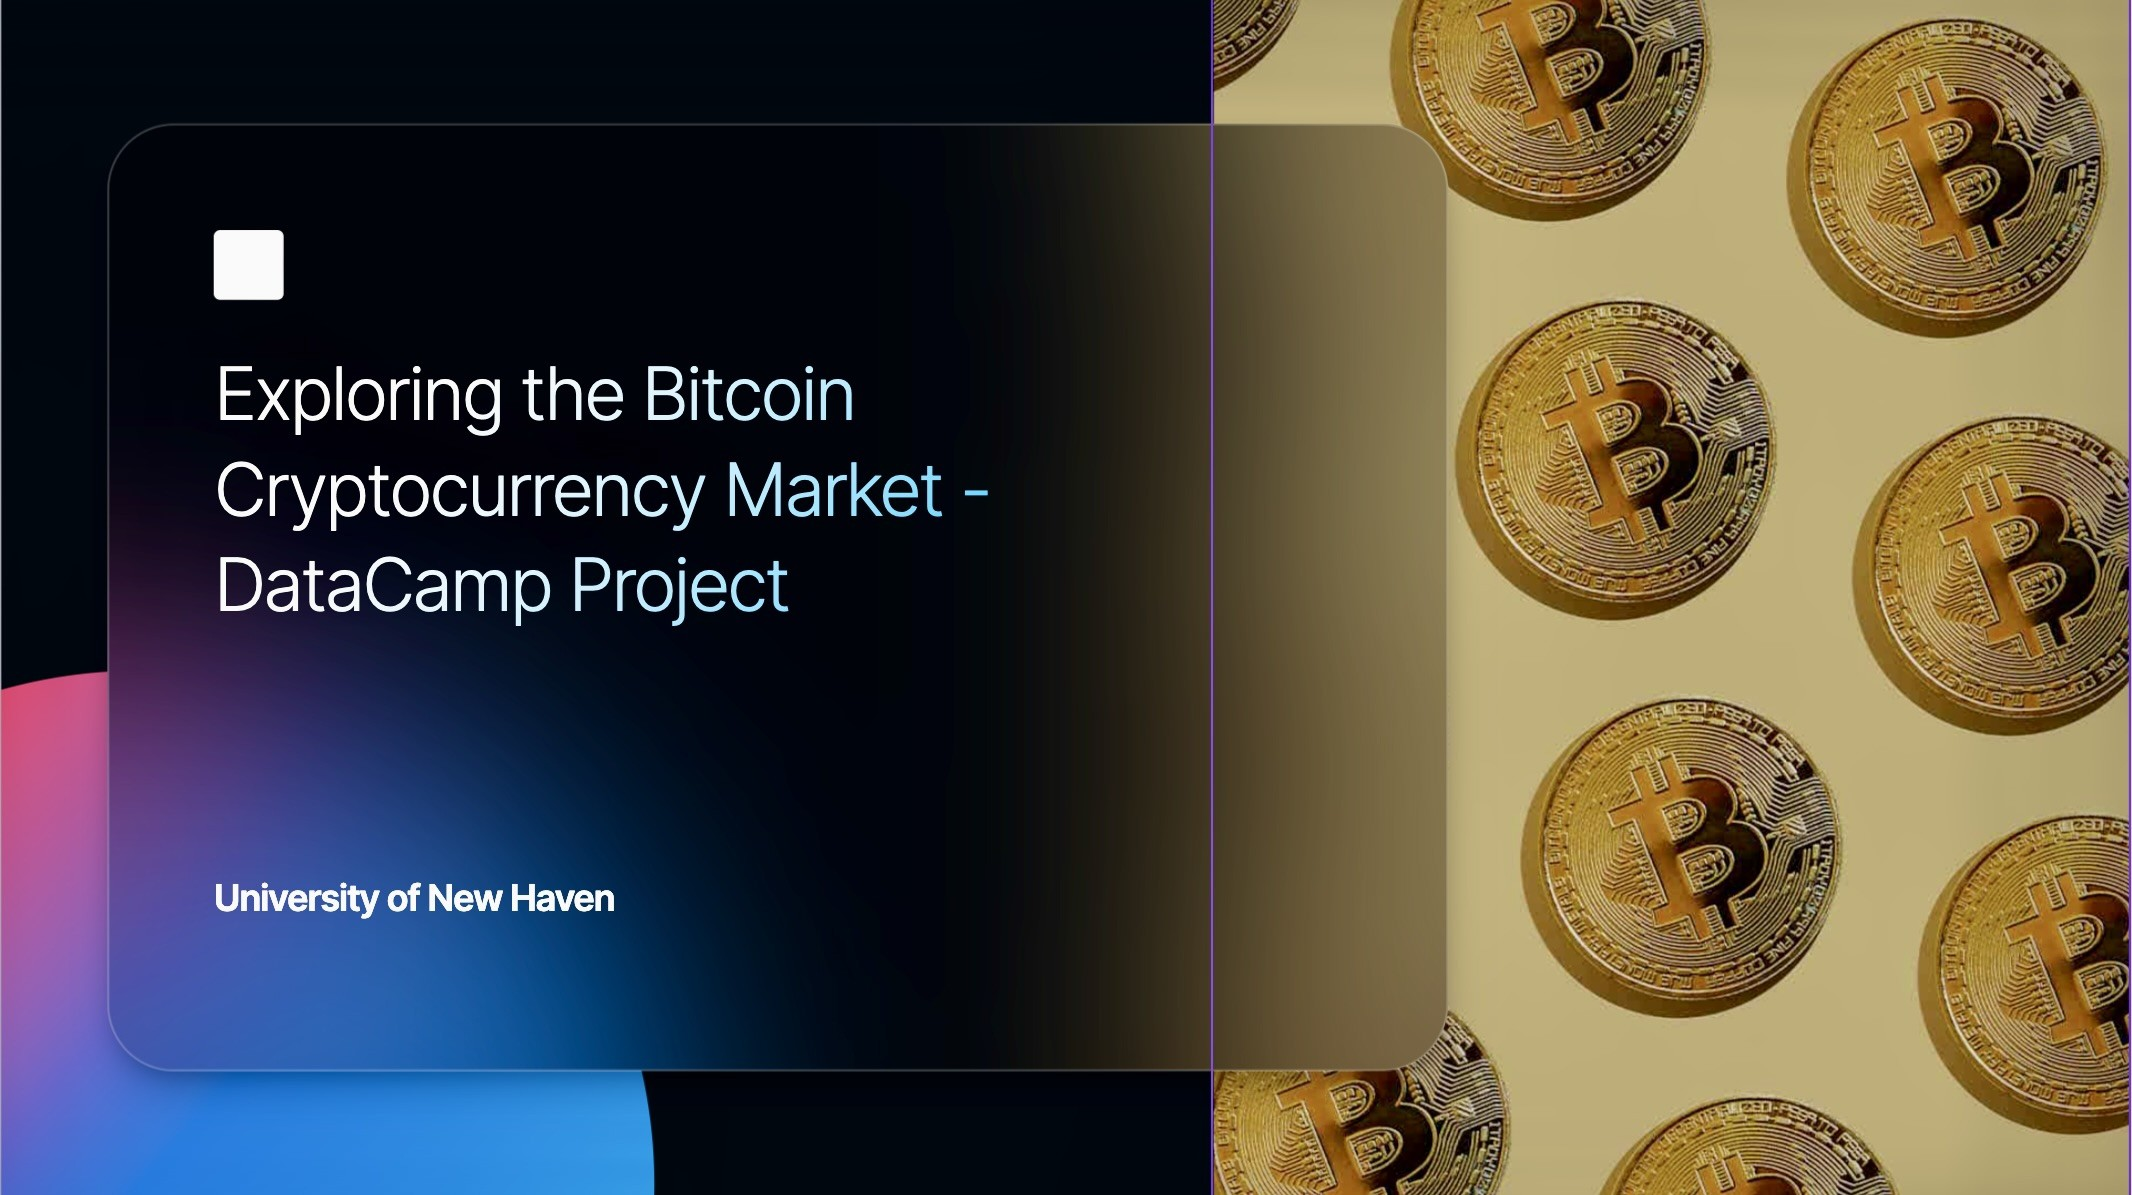 Exploring the Bitcoin
Cryptocurrency Market -
DataCamp Project
University of New Haven